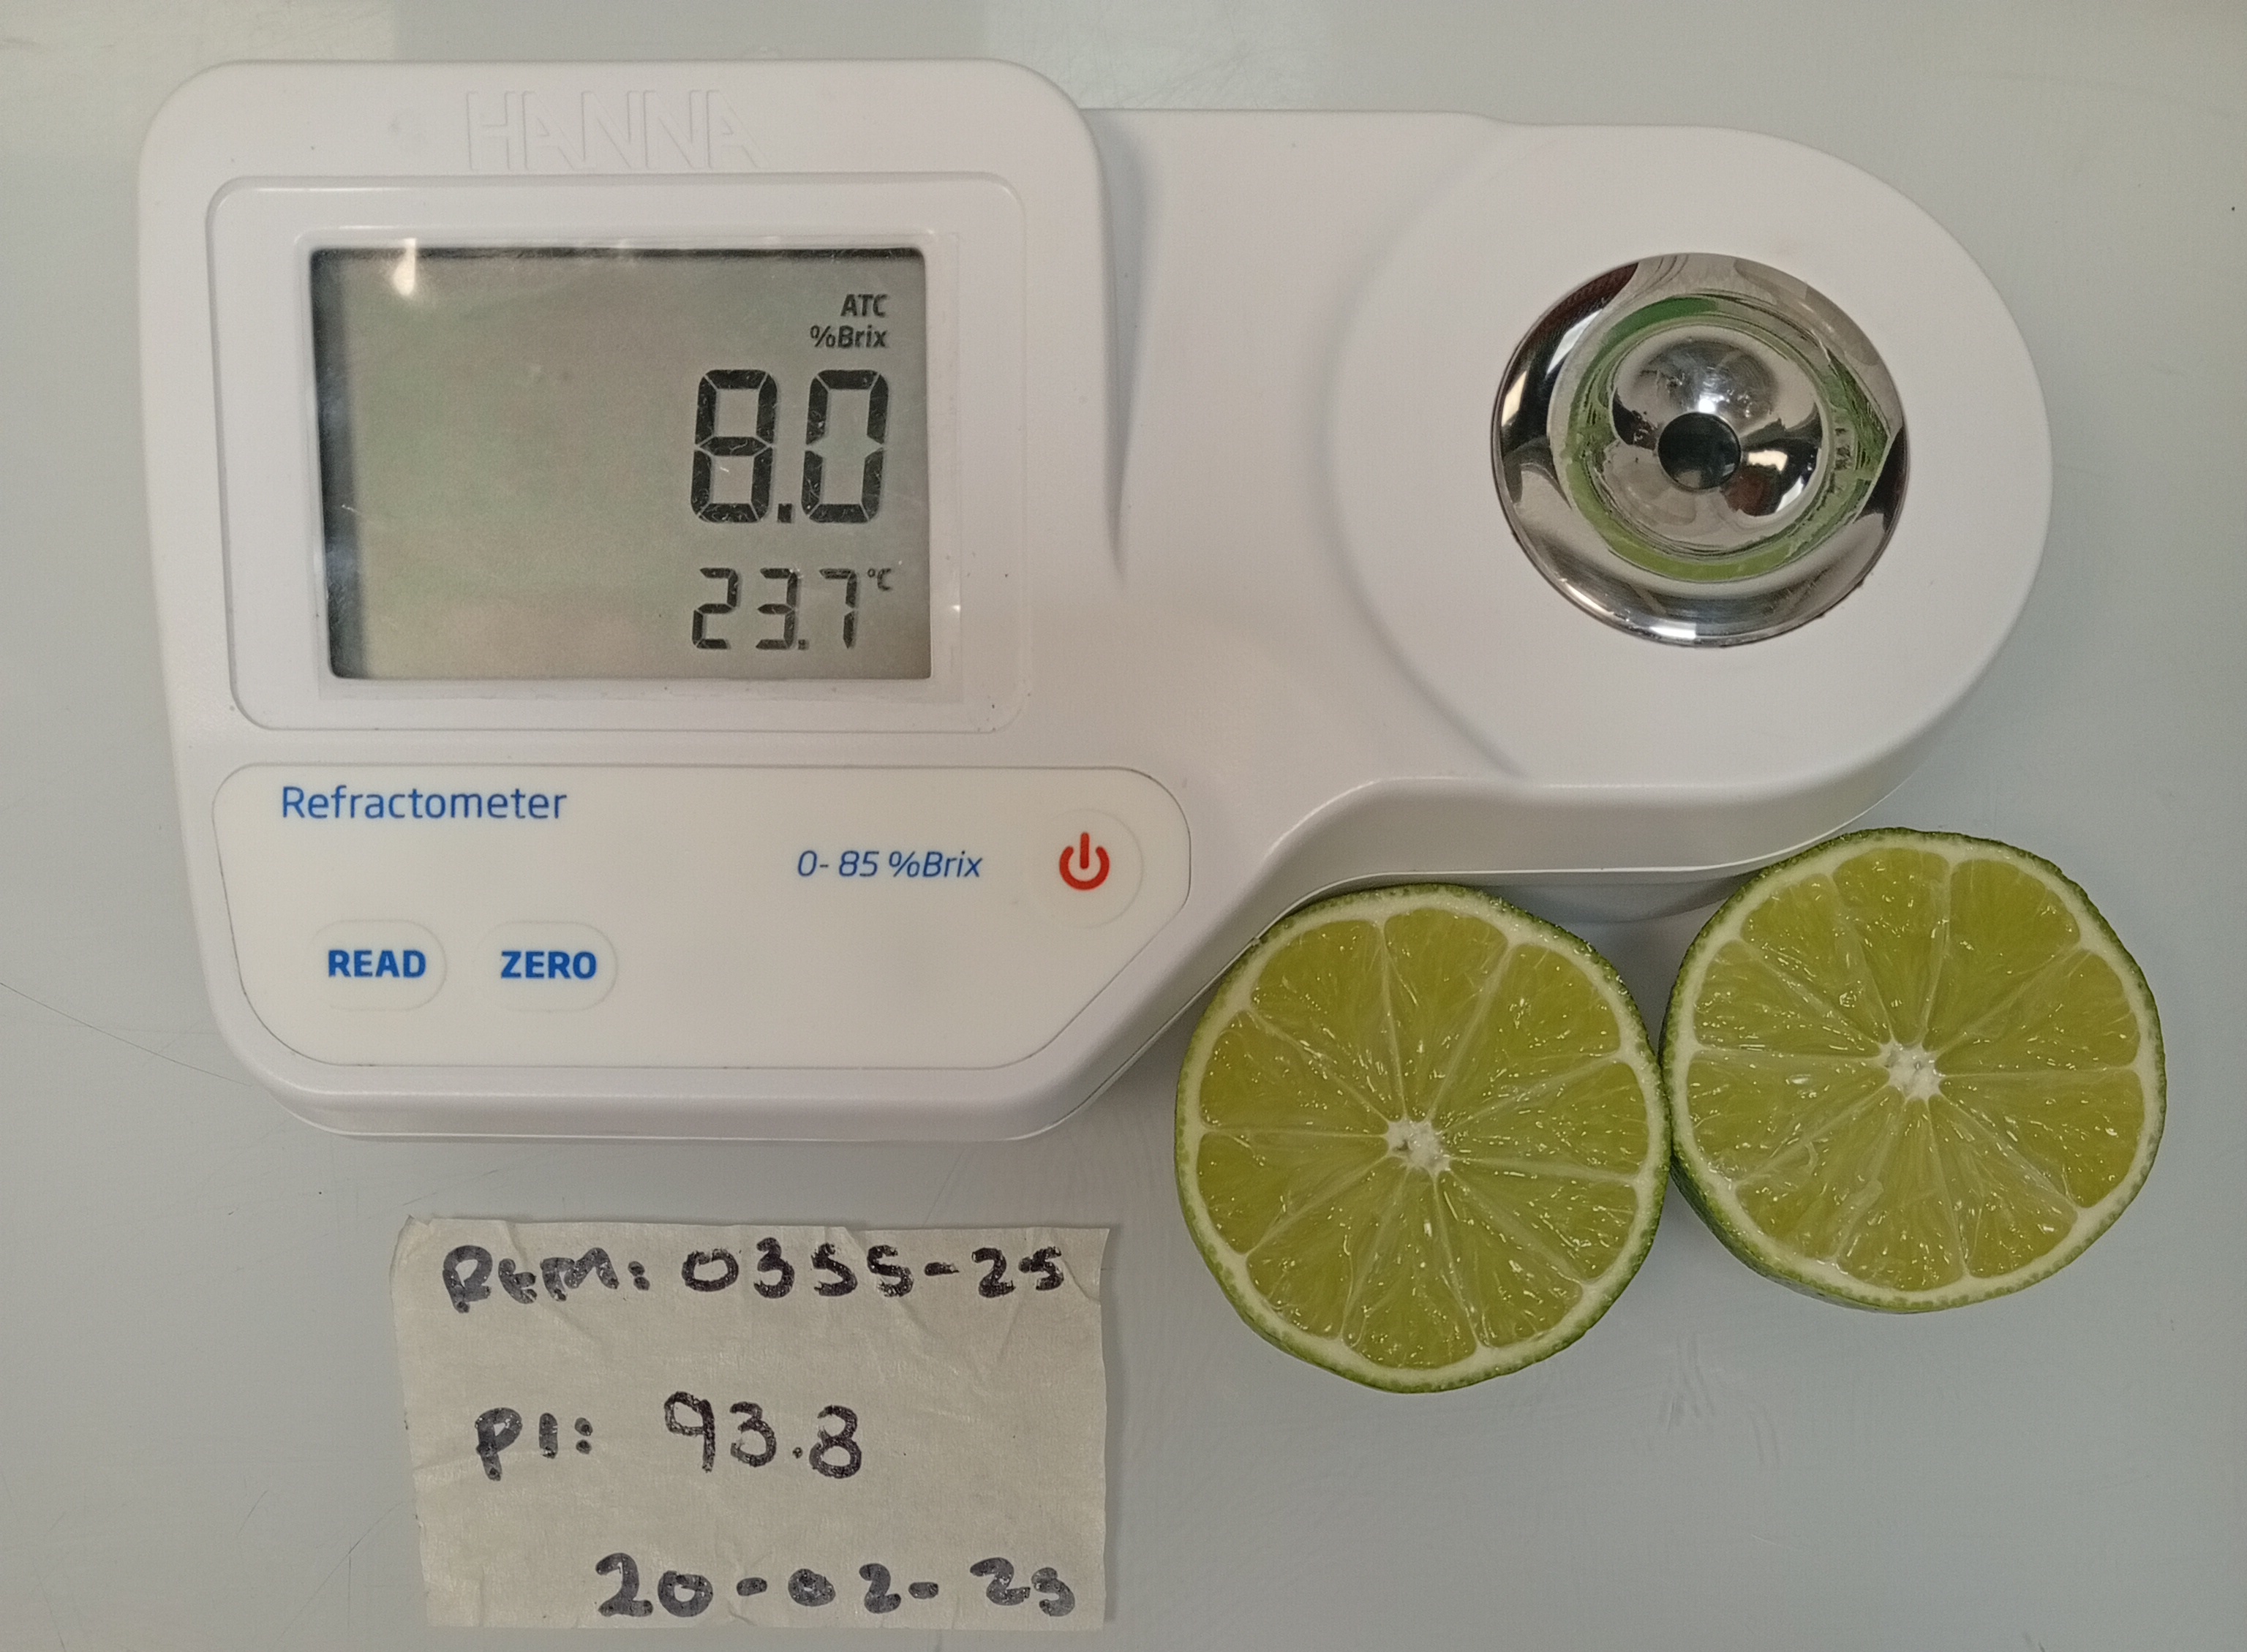 HANNA
ATC
%Brix
8.0
23.7 °C
Refractometer
0- 85 %Brix
READ ZERO
REM: 0355-25
PI: 93.8
20-02-25